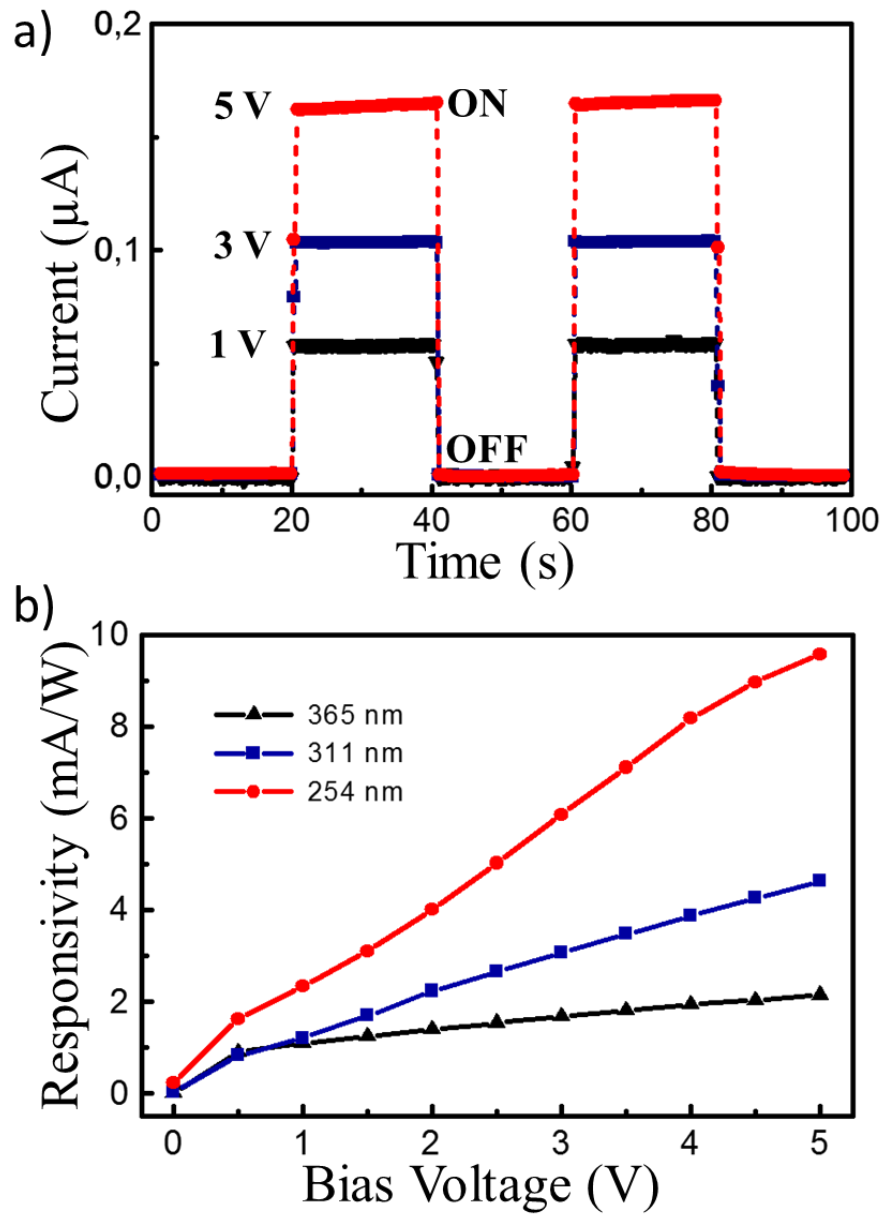 a)
0,2
5 V
ON
3 V
0,1
1 V
OFF
0,0
Current (μA)
0 20 40 60 80 100
Time (s)
b)
10
8
6
4
2
0
365 nm
311 nm
254 nm
Responsivity (mA/W)
0 1 2 3 4 5
Bias Voltage (V)